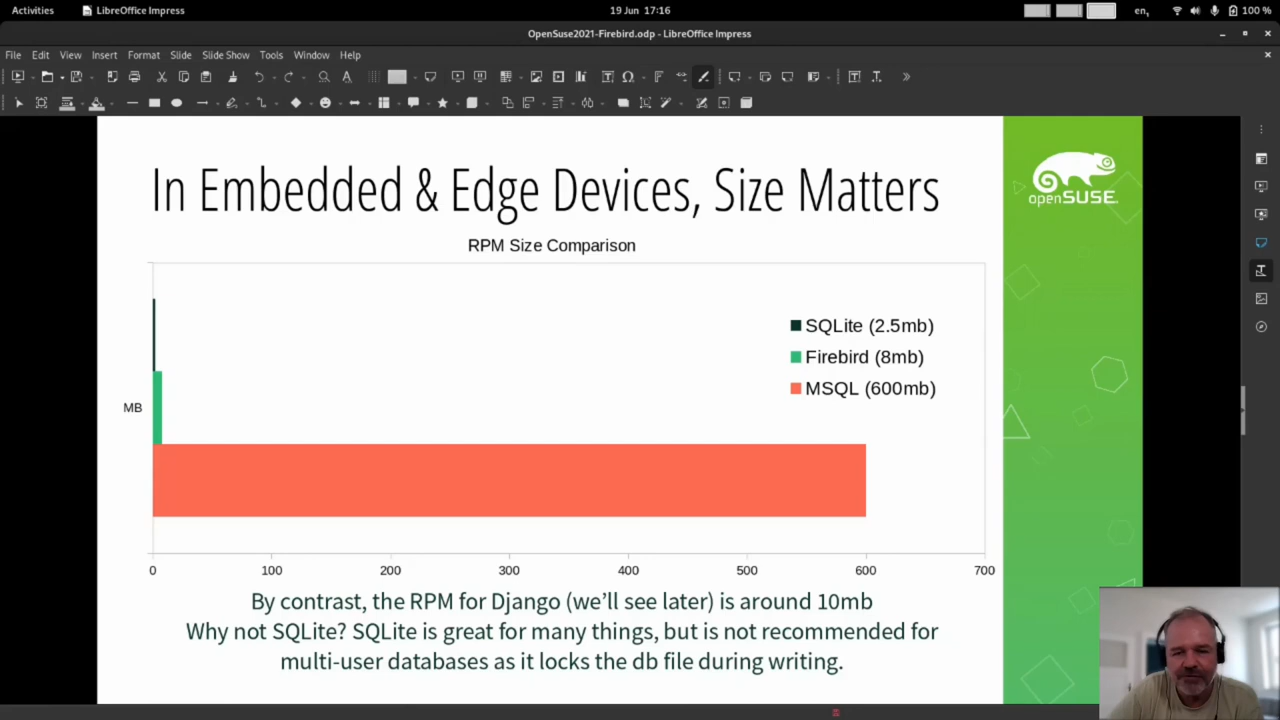 Activities
LibreOffice Impress
19 Jun 17:16
en,
100 %
OpenSuse2021-Firebird.odp - LibreOffice Impress
File Edit View Insert Format Slide Slide Show Tools Window Help
In Embedded & Edge Devices, Size Matters
openSUSE
RPM Size Comparison
SQLite (2.5mb)
Firebird (8mb)
MSQL (600mb)
MB
0 100 200 300 400 500 600 700
By contrast, the RPM for Django (we’ll see later) is around 10mb
Why not SQLite? SQLite is great for many things, but is not recommended for
multi-user databases as it locks the db file during writing.